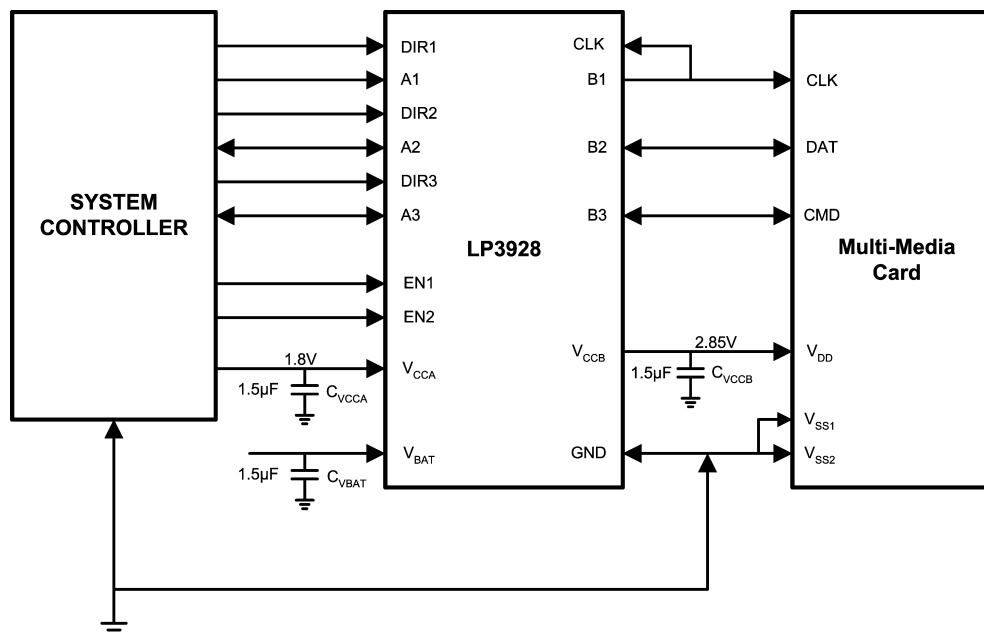 SYSTEM
CONTROLLER
DIR1
A1
DIR2
A2
DIR3
A3
EN1
EN2
1.8V
VCCA
1.5µF
CVCCA
VBAT
1.5µF
CVBAT
LP3928
CLK
B1
B2
B3
VCCB
2.85V
1.5µF
CVCCB
GND
CLK
DAT
CMD
Multi-Media
Card
VDD
VSS1
VSS2